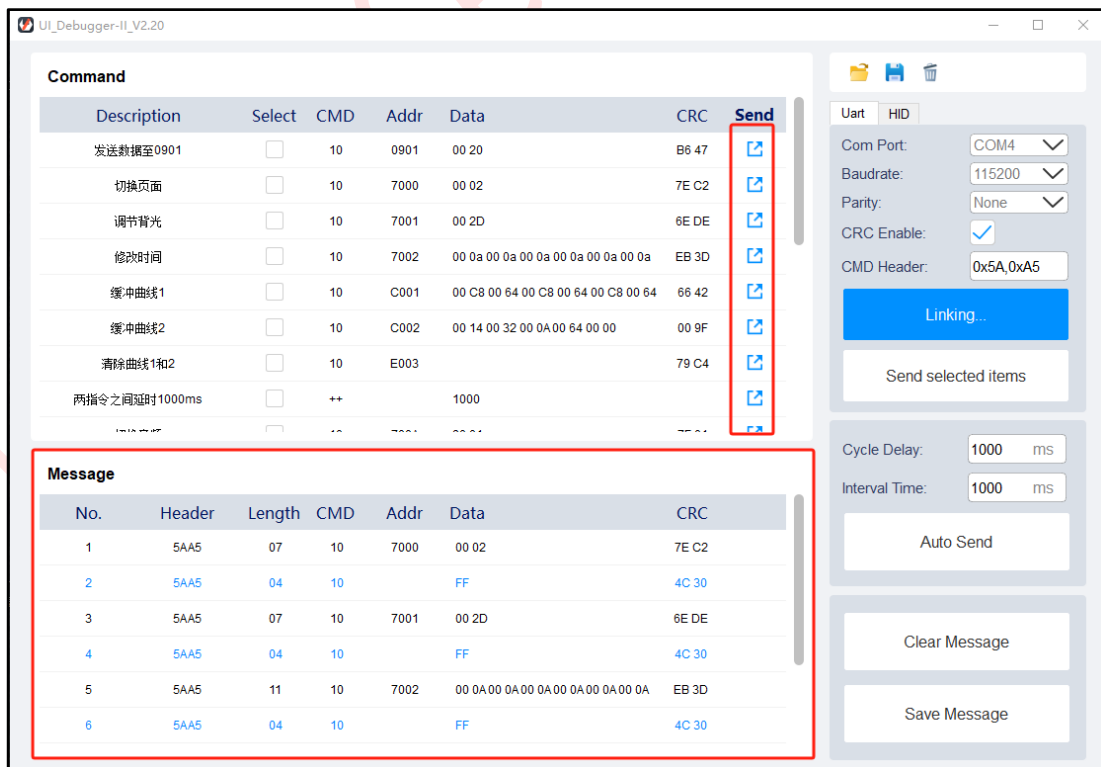 UI_Debugger-II_V2.20
Command
Description Select CMD Addr Data CRC Send
发送数据至0901 10 0901 00 20 B6 47
切换页面 10 7000 00 02 7E C2
调节背光 10 7001 00 2D 6E DE
修改时间 10 7002 00 0a 00 0a 00 0a 00 0a 00 0a 00 0a EB 3D
缓冲曲线1 10 C001 00 C8 00 64 00 C8 00 64 00 C8 00 64 66 42
缓冲曲线2 10 C002 00 14 00 32 00 0A 00 64 00 00 00 9F
清除曲线1和2 10 E003 79 C4
两指令之间延时1000ms ++ 1000
Message
No. Header Length CMD Addr Data CRC
1 5AA5 07 10 7000 00 02 7E C2
2 5AA5 04 10 FF 4C 30
3 5AA5 07 10 7001 00 2D 6E DE
4 5AA5 04 10 FF 4C 30
5 5AA5 11 10 7002 00 0A 00 0A 00 0A 00 0A 00 0A 00 0A EB 3D
6 5AA5 04 10 FF 4C 30
Uart HID
Com Port: COM4
Baudrate: 115200
Parity: None
CRC Enable:
CMD Header: 0x5A,0xA5
Linking...
Send selected items
Cycle Delay: 1000 ms
Interval Time: 1000 ms
Auto Send
Clear Message
Save Message